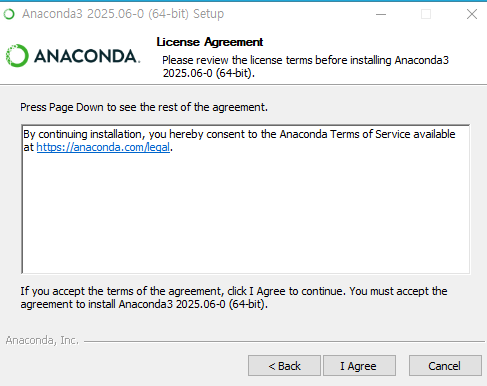 Anaconda3 2025.06-0 (64-bit) Setup
ANACONDA.
License Agreement
Please review the license terms before installing Anaconda3
2025.06-0 (64-bit).
Press Page Down to see the rest of the agreement.
By continuing installation, you hereby consent to the Anaconda Terms of Service available
at https://anaconda.com/legal.
If you accept the terms of the agreement, click I Agree to continue. You must accept the
agreement to install Anaconda3 2025.06-0 (64-bit).
Anaconda, Inc.
< Back
I Agree
Cancel